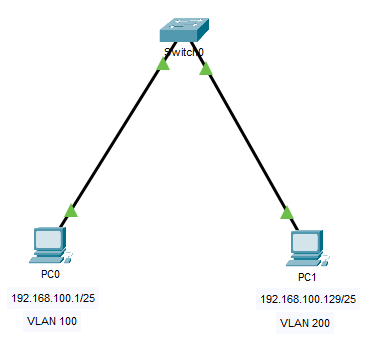 Switch0
PC0
192.168.100.1/25
VLAN 100
PC1
192.168.100.129/25
VLAN 200